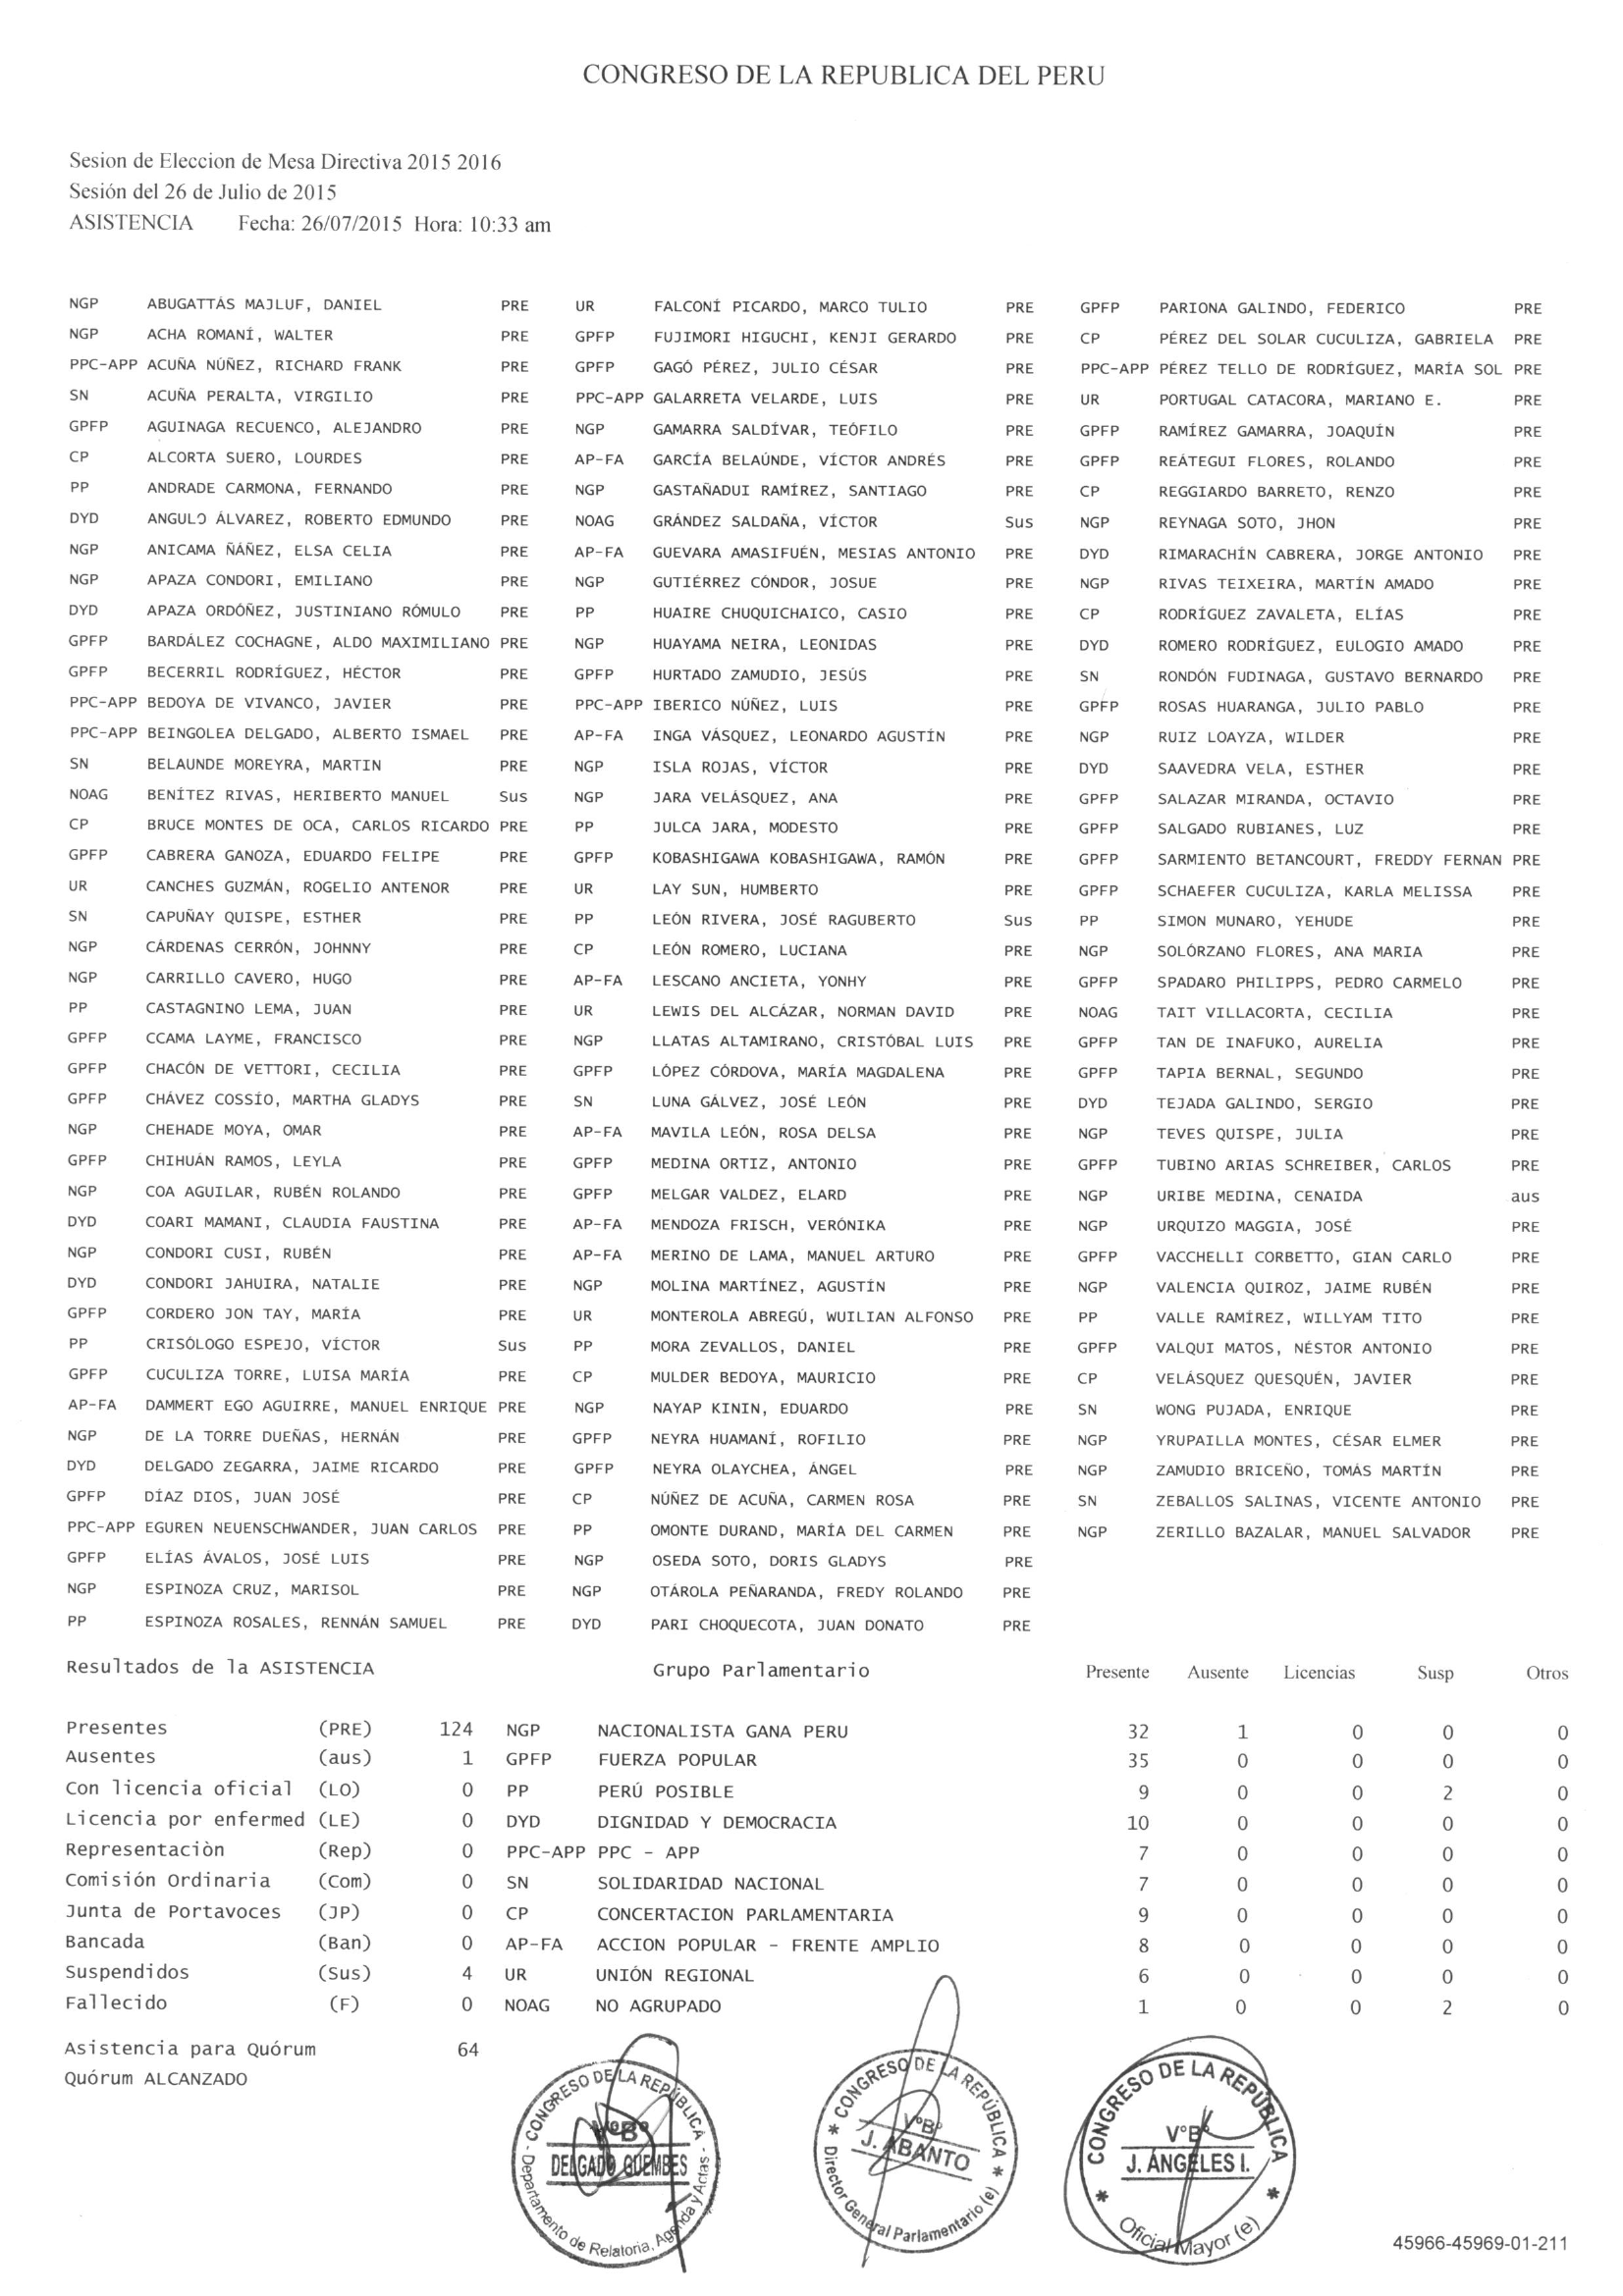 CONGRESO DE LA REPUBLICA DEL PERU
Sesion de Eleccion de Mesa Directiva 2015 2016
Sesión del 26 de Julio de 2015
ASISTENCIA Fecha: 26/07/2015 Hora: 10:33 am
NGP ABUGATTÁS MAJLUF, DANIEL PRE UR FALCONÍ PICARDO, MARCO TULIO PRE GPFP PARIONA GALINDO, FEDERICO PRE
NGP ACHA ROMANÍ, WALTER PRE GPFP FUJIMORI HIGUCHI, KENJI GERARDO PRE CP PÉREZ DEL SOLAR CUCULIZA, GABRIELA PRE
PPC-APP ACUÑA NÚÑEZ, RICHARD FRANK PRE GPFP GAGÓ PÉREZ, JULIO CÉSAR PRE PPC-APP PÉREZ TELLO DE RODRÍGUEZ, MARÍA SOL PRE
SN ACUÑA PERALTA, VIRGILIO PRE PPC-APP GALARRETA VELARDE, LUIS PRE UR PORTUGAL CATACORA, MARIANO E. PRE
GPFP AGUINAGA RECUENCO, ALEJANDRO PRE NGP GAMARRA SALDÍVAR, TEÓFILO PRE GPFP RAMÍREZ GAMARRA, JOAQUÍN PRE
CP ALCORTA SUERO, LOURDES PRE AP-FA GARCÍA BELAÚNDE, VÍCTOR ANDRÉS PRE GPFP REÁTEGUI FLORES, ROLANDO PRE
PP ANDRADE CARMONA, FERNANDO PRE NGP GASTAÑADUI RAMÍREZ, SANTIAGO PRE CP REGGIARDO BARRETO, RENZO PRE
DYD ANGULO ÁLVAREZ, ROBERTO EDMUNDO PRE NOAG GRÁNDEZ SALDAÑA, VÍCTOR Sus NGP REYNAGA SOTO, JHON PRE
NGP ANICAMA ÑÁÑEZ, ELSA CELIA PRE AP-FA GUEVARA AMASIFUÉN, MESIAS ANTONIO PRE DYD RIMARACHÍN CABRERA, JORGE ANTONIO PRE
NGP APAZA CONDORI, EMILIANO PRE NGP GUTIÉRREZ CÓNDOR, JOSUE PRE NGP RIVAS TEIXEIRA, MARTÍN AMADO PRE
DYD APAZA ORDÓÑEZ, JUSTINIANO RÓMULO PRE PP HUAIRE CHUQUICHAICO, CASIO PRE CP RODRÍGUEZ ZAVALETA, ELÍAS PRE
GPFP BARDÁLEZ COCHAGNE, ALDO MAXIMILIANO PRE NGP HUAYAMA NEIRA, LEONIDAS PRE DYD ROMERO RODRÍGUEZ, EULOGIO AMADO PRE
GPFP BECERRIL RODRÍGUEZ, HÉCTOR PRE GPFP HURTADO ZAMUDIO, JESÚS PRE SN RONDÓN FUDINAGA, GUSTAVO BERNARDO PRE
PPC-APP BEDOYA DE VIVANCO, JAVIER PRE PPC-APP IBERICO NÚÑEZ, LUIS PRE GPFP ROSAS HUARANGA, JULIO PABLO PRE
PPC-APP BEINGOLEA DELGADO, ALBERTO ISMAEL PRE AP-FA INGA VÁSQUEZ, LEONARDO AGUSTÍN PRE NGP RUIZ LOAYZA, WILDER PRE
SN BELAUNDE MOREYRA, MARTIN PRE NGP ISLA ROJAS, VÍCTOR PRE DYD SAAVEDRA VELA, ESTHER PRE
NOAG BENÍTEZ RIVAS, HERIBERTO MANUEL Sus NGP JARA VELÁSQUEZ, ANA PRE GPFP SALAZAR MIRANDA, OCTAVIO PRE
CP BRUCE MONTES DE OCA, CARLOS RICARDO PRE PP JULCA JARA, MODESTO PRE GPFP SALGADO RUBIANES, LUZ PRE
GPFP CABRERA GANOZA, EDUARDO FELIPE PRE GPFP KOBASHIGAWA KOBASHIGAWA, RAMÓN PRE GPFP SARMIENTO BETANCOURT, FREDDY FERNAN PRE
UR CANCHES GUZMÁN, ROGELIO ANTENOR PRE UR LAY SUN, HUMBERTO PRE GPFP SCHAEFER CUCULIZA, KARLA MELISSA PRE
SN CAPUÑAY QUISPE, ESTHER PRE PP LEÓN RIVERA, JOSÉ RAGUBERTO Sus PP SIMON MUNARO, YEHUDE PRE
NGP CÁRDENAS CERRÓN, JOHNNY PRE CP LEÓN ROMERO, LUCIANA PRE NGP SOLÓRZANO FLORES, ANA MARIA PRE
NGP CARRILLO CAVERO, HUGO PRE AP-FA LESCANO ANCIETA, YONHY PRE GPFP SPADARO PHILIPPS, PEDRO CARMELO PRE
PP CASTAGNINO LEMA, JUAN PRE UR LEWIS DEL ALCÁZAR, NORMAN DAVID PRE NOAG TAIT VILLACORTA, CECILIA PRE
GPFP CCAMA LAYME, FRANCISCO PRE NGP LLATAS ALTAMIRANO, CRISTÓBAL LUIS PRE GPFP TAN DE INAFUKO, AURELIA PRE
GPFP CHACÓN DE VETTORI, CECILIA PRE GPFP LÓPEZ CÓRDOVA, MARÍA MAGDALENA PRE GPFP TAPIA BERNAL, SEGUNDO PRE
GPFP CHÁVEZ COSSÍO, MARTHA GLADYS PRE SN LUNA GÁLVEZ, JOSÉ LEÓN PRE DYD TEJADA GALINDO, SERGIO PRE
NGP CHEHADE MOYA, OMAR PRE AP-FA MAVILA LEÓN, ROSA DELSA PRE NGP TEVES QUISPE, JULIA PRE
GPFP CHIHUÁN RAMOS, LEYLA PRE GPFP MEDINA ORTIZ, ANTONIO PRE GPFP TUBINO ARIAS SCHREIBER, CARLOS PRE
NGP COA AGUILAR, RUBÉN ROLANDO PRE GPFP MELGAR VALDEZ, ELARD PRE NGP URIBE MEDINA, CENAIDA aus
DYD COARI MAMANI, CLAUDIA FAUSTINA PRE AP-FA MENDOZA FRISCH, VERÓNIKA PRE NGP URQUIZO MAGGIA, JOSÉ PRE
NGP CONDORI CUSI, RUBÉN PRE AP-FA MERINO DE LAMA, MANUEL ARTURO PRE GPFP VACCHELLI CORBETTO, GIAN CARLO PRE
DYD CONDORI JAHUIRA, NATALIE PRE NGP MOLINA MARTÍNEZ, AGUSTÍN PRE NGP VALENCIA QUIROZ, JAIME RUBÉN PRE
GPFP CORDERO JON TAY, MARÍA PRE UR MONTEROLA ABREGÚ, WUILIAN ALFONSO PRE PP VALLE RAMÍREZ, WILLYAM TITO PRE
PP CRISÓLOGO ESPEJO, VÍCTOR Sus PP MORA ZEVALLOS, DANIEL PRE GPFP VALQUI MATOS, NÉSTOR ANTONIO PRE
GPFP CUCULIZA TORRE, LUISA MARÍA PRE CP MULDER BEDOYA, MAURICIO PRE CP VELÁSQUEZ QUESQUÉN, JAVIER PRE
AP-FA DAMMERT EGO AGUIRRE, MANUEL ENRIQUE PRE NGP NAYAP KININ, EDUARDO PRE SN WONG PUJADA, ENRIQUE PRE
NGP DE LA TORRE DUEÑAS, HERNÁN PRE GPFP NEYRA HUAMANÍ, ROFILIO PRE NGP YRUPAILLA MONTES, CÉSAR ELMER PRE
DYD DELGADO ZEGARRA, JAIME RICARDO PRE GPFP NEYRA OLAYCHEA, ÁNGEL PRE NGP ZAMUDIO BRICEÑO, TOMÁS MARTÍN PRE
GPFP DÍAZ DIOS, JUAN JOSÉ PRE CP NÚÑEZ DE ACUÑA, CARMEN ROSA PRE SN ZEBALLOS SALINAS, VICENTE ANTONIO PRE
PPC-APP EGUREN NEUENSCHWANDER, JUAN CARLOS PRE PP OMONTE DURAND, MARÍA DEL CARMEN PRE NGP ZERILLO BAZALAR, MANUEL SALVADOR PRE
GPFP ELÍAS ÁVALOS, JOSÉ LUIS PRE NGP OSEDA SOTO, DORIS GLADYS PRE
NGP ESPINOZA CRUZ, MARISOL PRE NGP OTÁROLA PEÑARANDA, FREDY ROLANDO PRE
PP ESPINOZA ROSALES, RENNÁN SAMUEL PRE DYD PARI CHOQUECOTA, JUAN DONATO PRE
Resultados de la ASISTENCIA Grupo Parlamentario Presente Ausente Licencias Susp Otros
Presentes (PRE) 124 NGP NACIONALISTA GANA PERU 32 1 0 0 0
Ausentes (aus) 1 GPFP FUERZA POPULAR 35 0 0 0 0
Con licencia oficial (LO) 0 PP PERÚ POSIBLE 9 0 0 2 0
Licencia por enfermed (LE) 0 DYD DIGNIDAD Y DEMOCRACIA 10 0 0 0 0
Representaciòn (Rep) 0 PPC-APP PPC - APP 7 0 0 0 0
Comisión Ordinaria (Com) 0 SN SOLIDARIDAD NACIONAL 7 0 0 0 0
Junta de Portavoces (JP) 0 CP CONCERTACION PARLAMENTARIA 9 0 0 0 0
Bancada (Ban) 0 AP-FA ACCION POPULAR - FRENTE AMPLIO 8 0 0 0 0
Suspendidos (Sus) 4 UR UNIÓN REGIONAL 6 0 0 0 0
Fallecido (F) 0 NOAG NO AGRUPADO 1 0 0 2 0
Asistencia para Quórum 64
Quórum ALCANZADO
CONGRESO DE LA REPÚBLICA
V°B°
DELGADO GUEMBES
Departamento de Relatoria, Agenda y Actas
CONGRESO DE LA REPÚBLICA
V°B°
J. ABANTO
Director General Parlamentario (e)
CONGRESO DE LA REPÚBLICA
V°B°
J. ÁNGELES I.
Oficial Mayor (e)
45966-45969-01-211